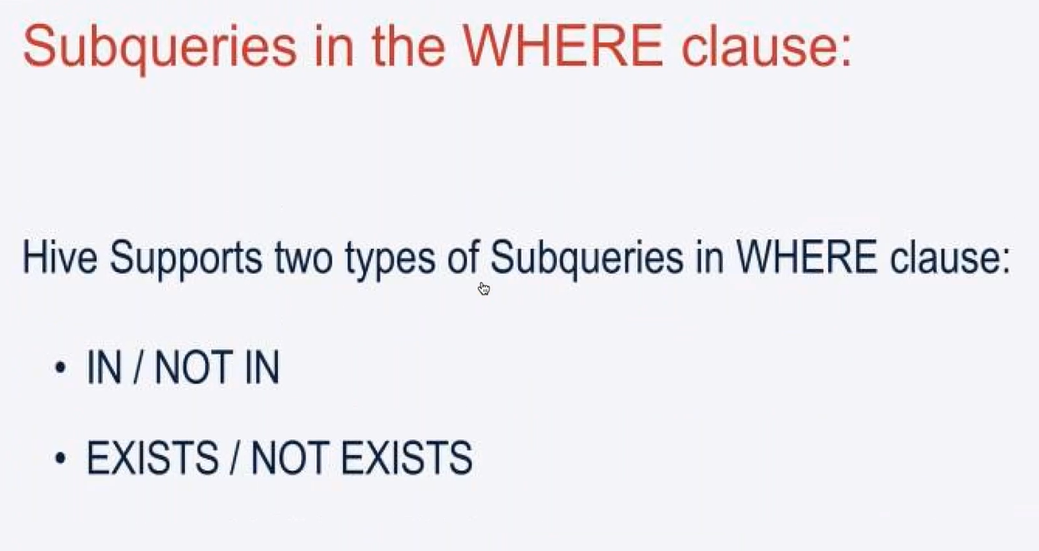 Subqueries in the WHERE clause:
Hive Supports two types of Subqueries in WHERE clause:
• IN / NOT IN
• EXISTS / NOT EXISTS